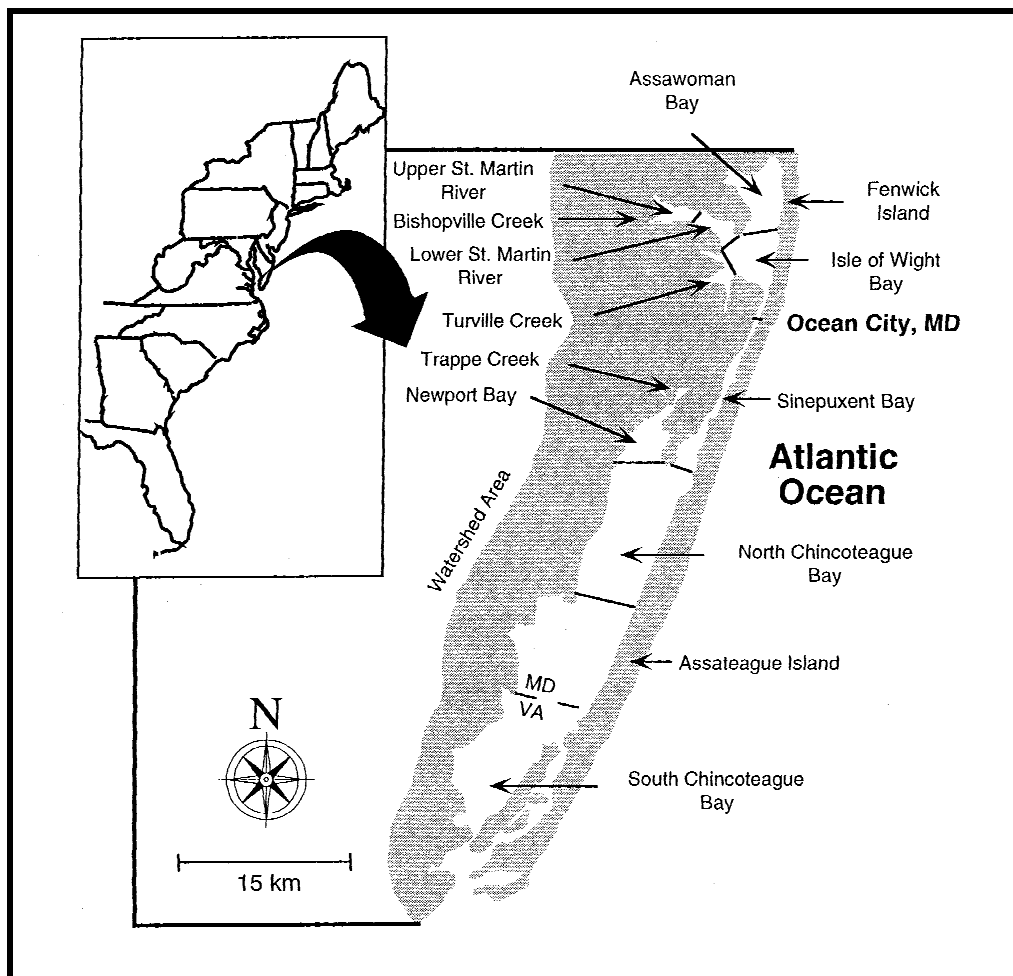 Assawoman
Bay
Upper St. Martin
River
Fenwick
Island
Bishopville Creek
Lower St. Martin
River
Isle of Wight
Bay
Turville Creek
Ocean City, MD
Trappe Creek
Newport Bay
Sinepuxent Bay
Atlantic
Ocean
Watershed Area
North Chincoteague
Bay
Assateague Island
MD
VA
N
South Chincoteague
Bay
15 km